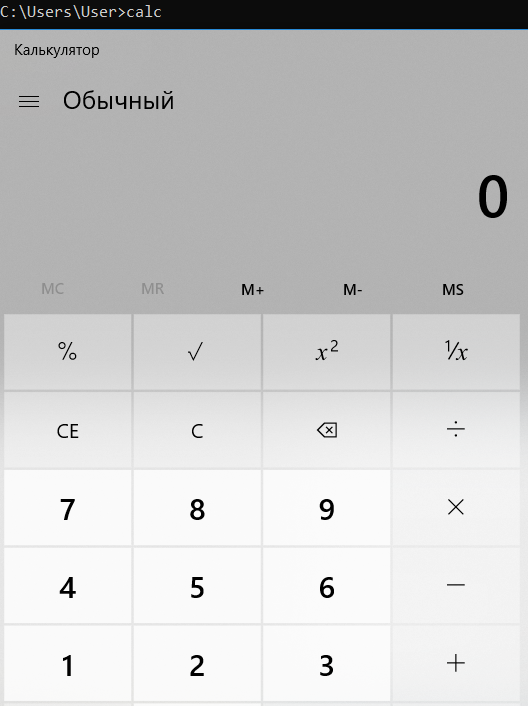 C:\Users\User>calc
Калькулятор
Обычный
0
MC MR M+ M- MS
% √ x² ¹/x
CE C ÷
7 8 9 ×
4 5 6 −
1 2 3 +